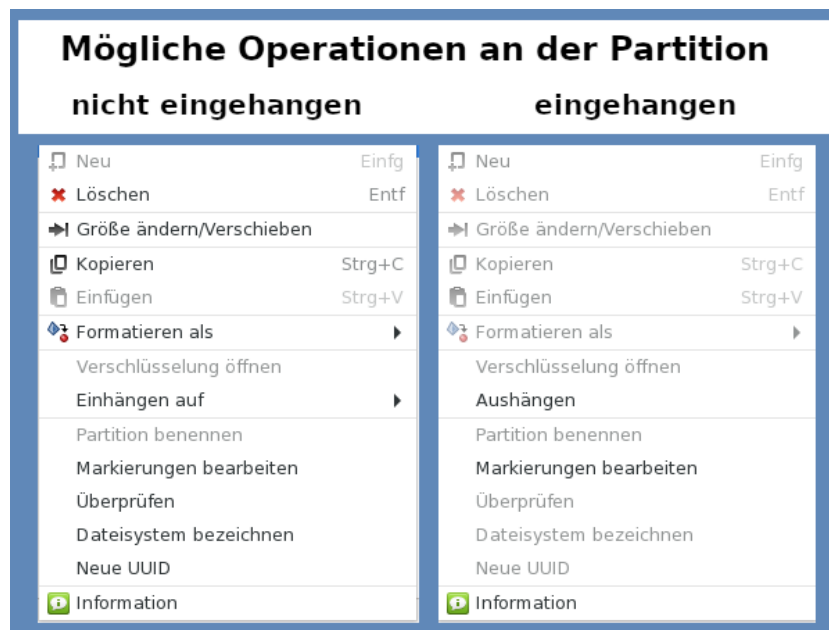 Mögliche Operationen an der Partition
nicht eingehangen
eingehangen
Neu Einfg
Löschen Entf
Größe ändern/Verschieben
Kopieren Strg+C
Einfügen Strg+V
Formatieren als
Verschlüsselung öffnen
Einhängen auf
Partition benennen
Markierungen bearbeiten
Überprüfen
Dateisystem bezeichnen
Neue UUID
Information
Neu Einfg
Löschen Entf
Größe ändern/Verschieben
Kopieren Strg+C
Einfügen Strg+V
Formatieren als
Verschlüsselung öffnen
Aushängen
Partition benennen
Markierungen bearbeiten
Überprüfen
Dateisystem bezeichnen
Neue UUID
Information